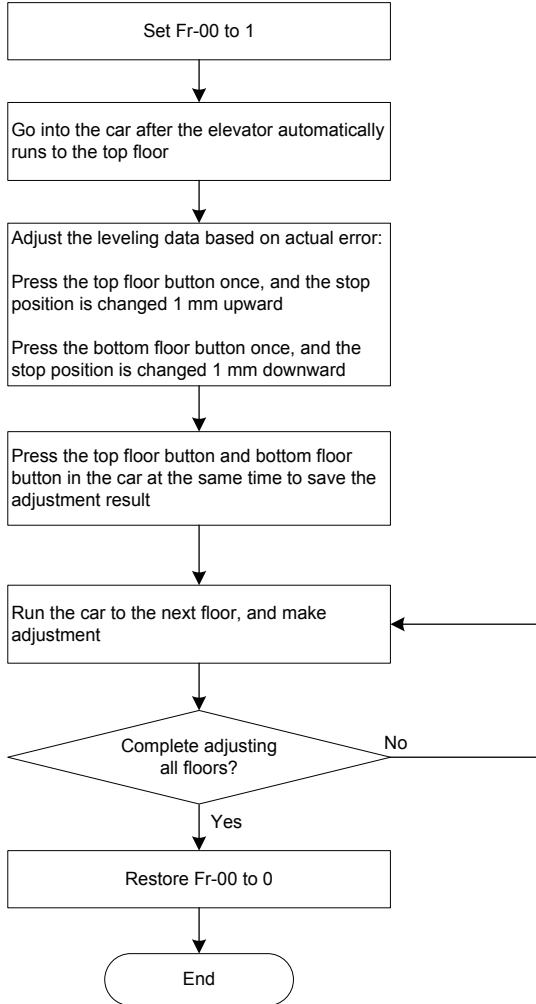 Set Fr-00 to 1
Go into the car after the elevator automatically
runs to the top floor
Adjust the leveling data based on actual error:
Press the top floor button once, and the stop
position is changed 1 mm upward
Press the bottom floor button once, and the
stop position is changed 1 mm downward
Press the top floor button and bottom floor
button in the car at the same time to save the
adjustment result
Run the car to the next floor, and make
adjustment
Complete adjusting
all floors?
No
Yes
Restore Fr-00 to 0
End